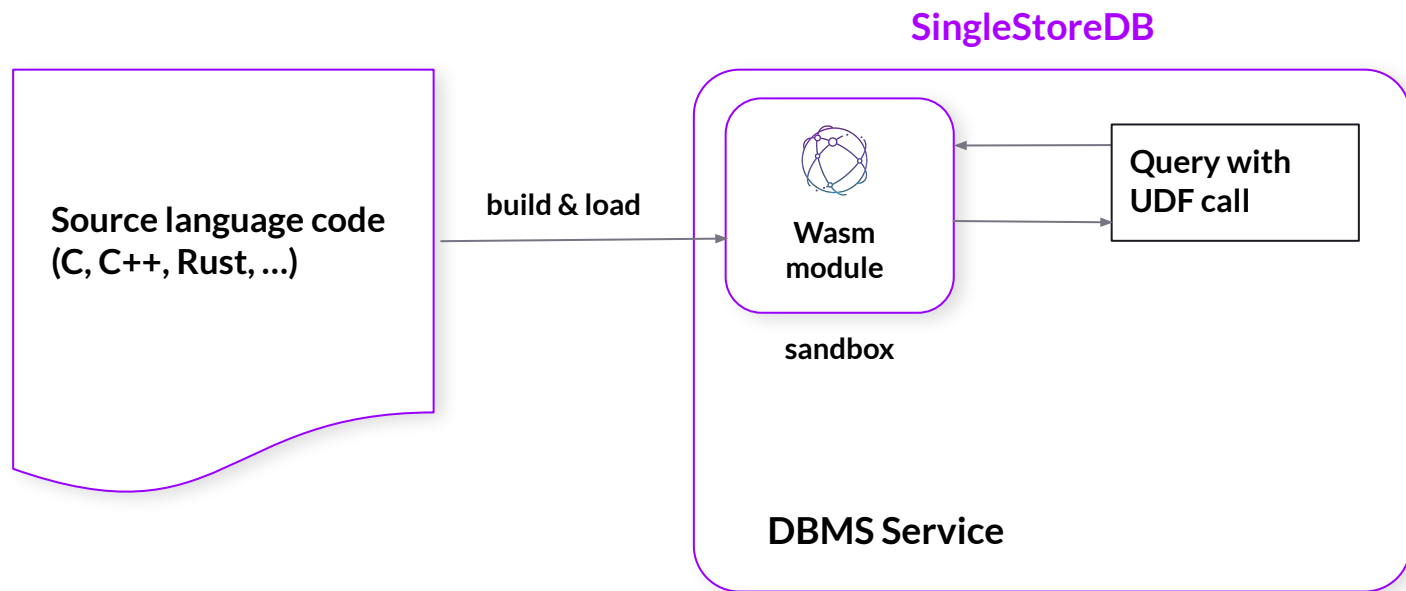 SingleStoreDB
Source language code
(C, C++, Rust, ...)
build & load
Wasm
module
sandbox
Query with
UDF call
DBMS Service